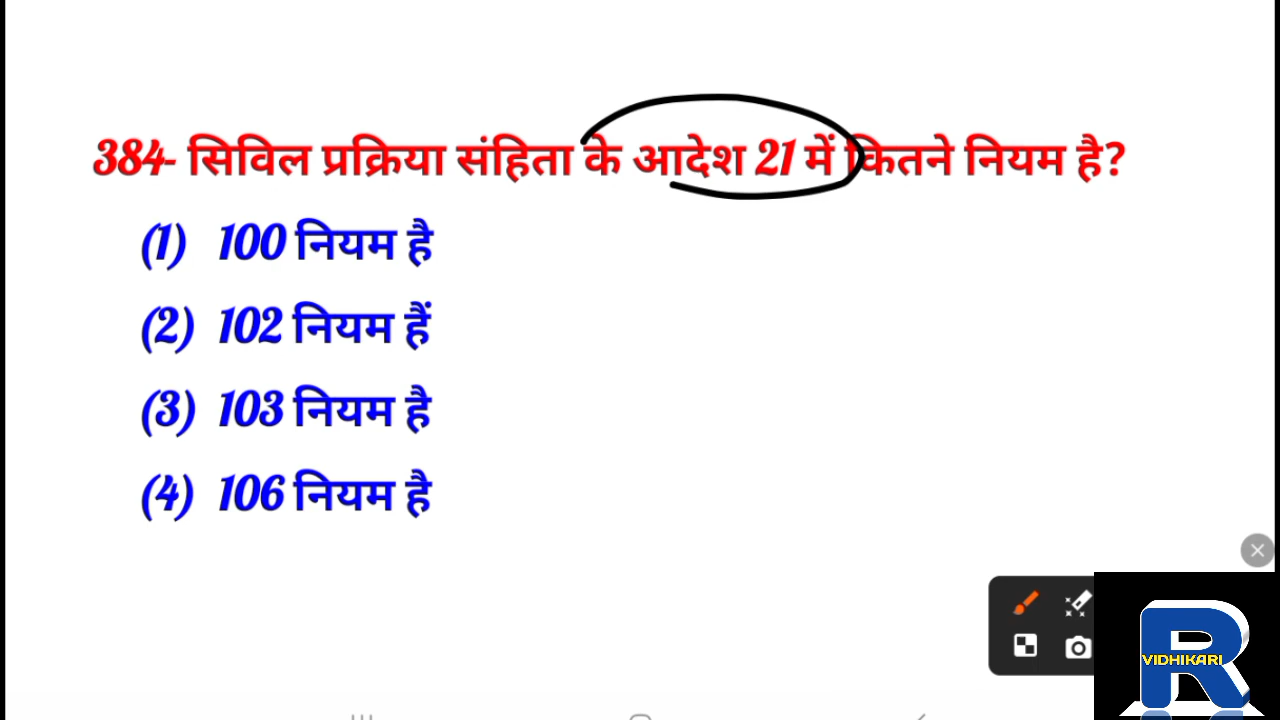 384- सिविल प्रक्रिया संहिता के आदेश 21 में कितने नियम है?
(1) 100 नियम है
(2) 102 नियम हैं
(3) 103 नियम है
(4) 106 नियम है
R
VIDHIKARI